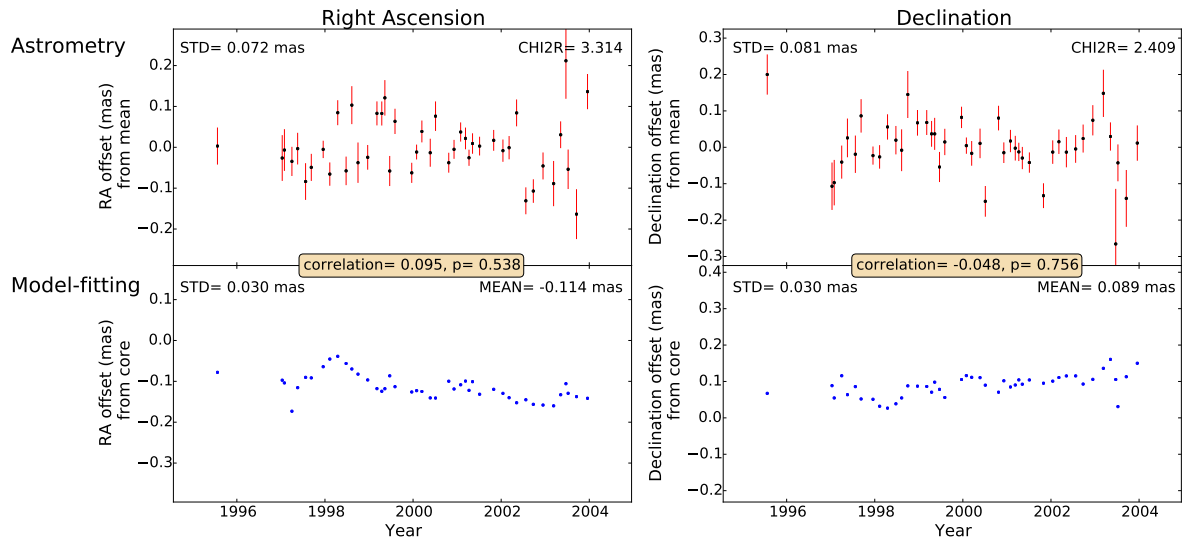 Right Ascension
Declination
Astrometry
STD= 0.072 mas
CHI2R= 3.314
STD= 0.081 mas
CHI2R= 2.409
RA offset (mas)
from mean
0.2
0.1
0.0
−0.1
−0.2
Declination offset (mas)
from mean
0.3
0.2
0.1
0.0
−0.1
−0.2
−0.3
correlation= 0.095, p= 0.538
correlation= -0.048, p= 0.756
Model-fitting
STD= 0.030 mas
MEAN= -0.114 mas
STD= 0.030 mas
MEAN= 0.089 mas
RA offset (mas)
from core
0.1
0.0
−0.1
−0.2
−0.3
Declination offset (mas)
from core
0.4
0.3
0.2
0.1
0.0
−0.1
−0.2
1996 1998 2000 2002 2004
Year
1996 1998 2000 2002 2004
Year